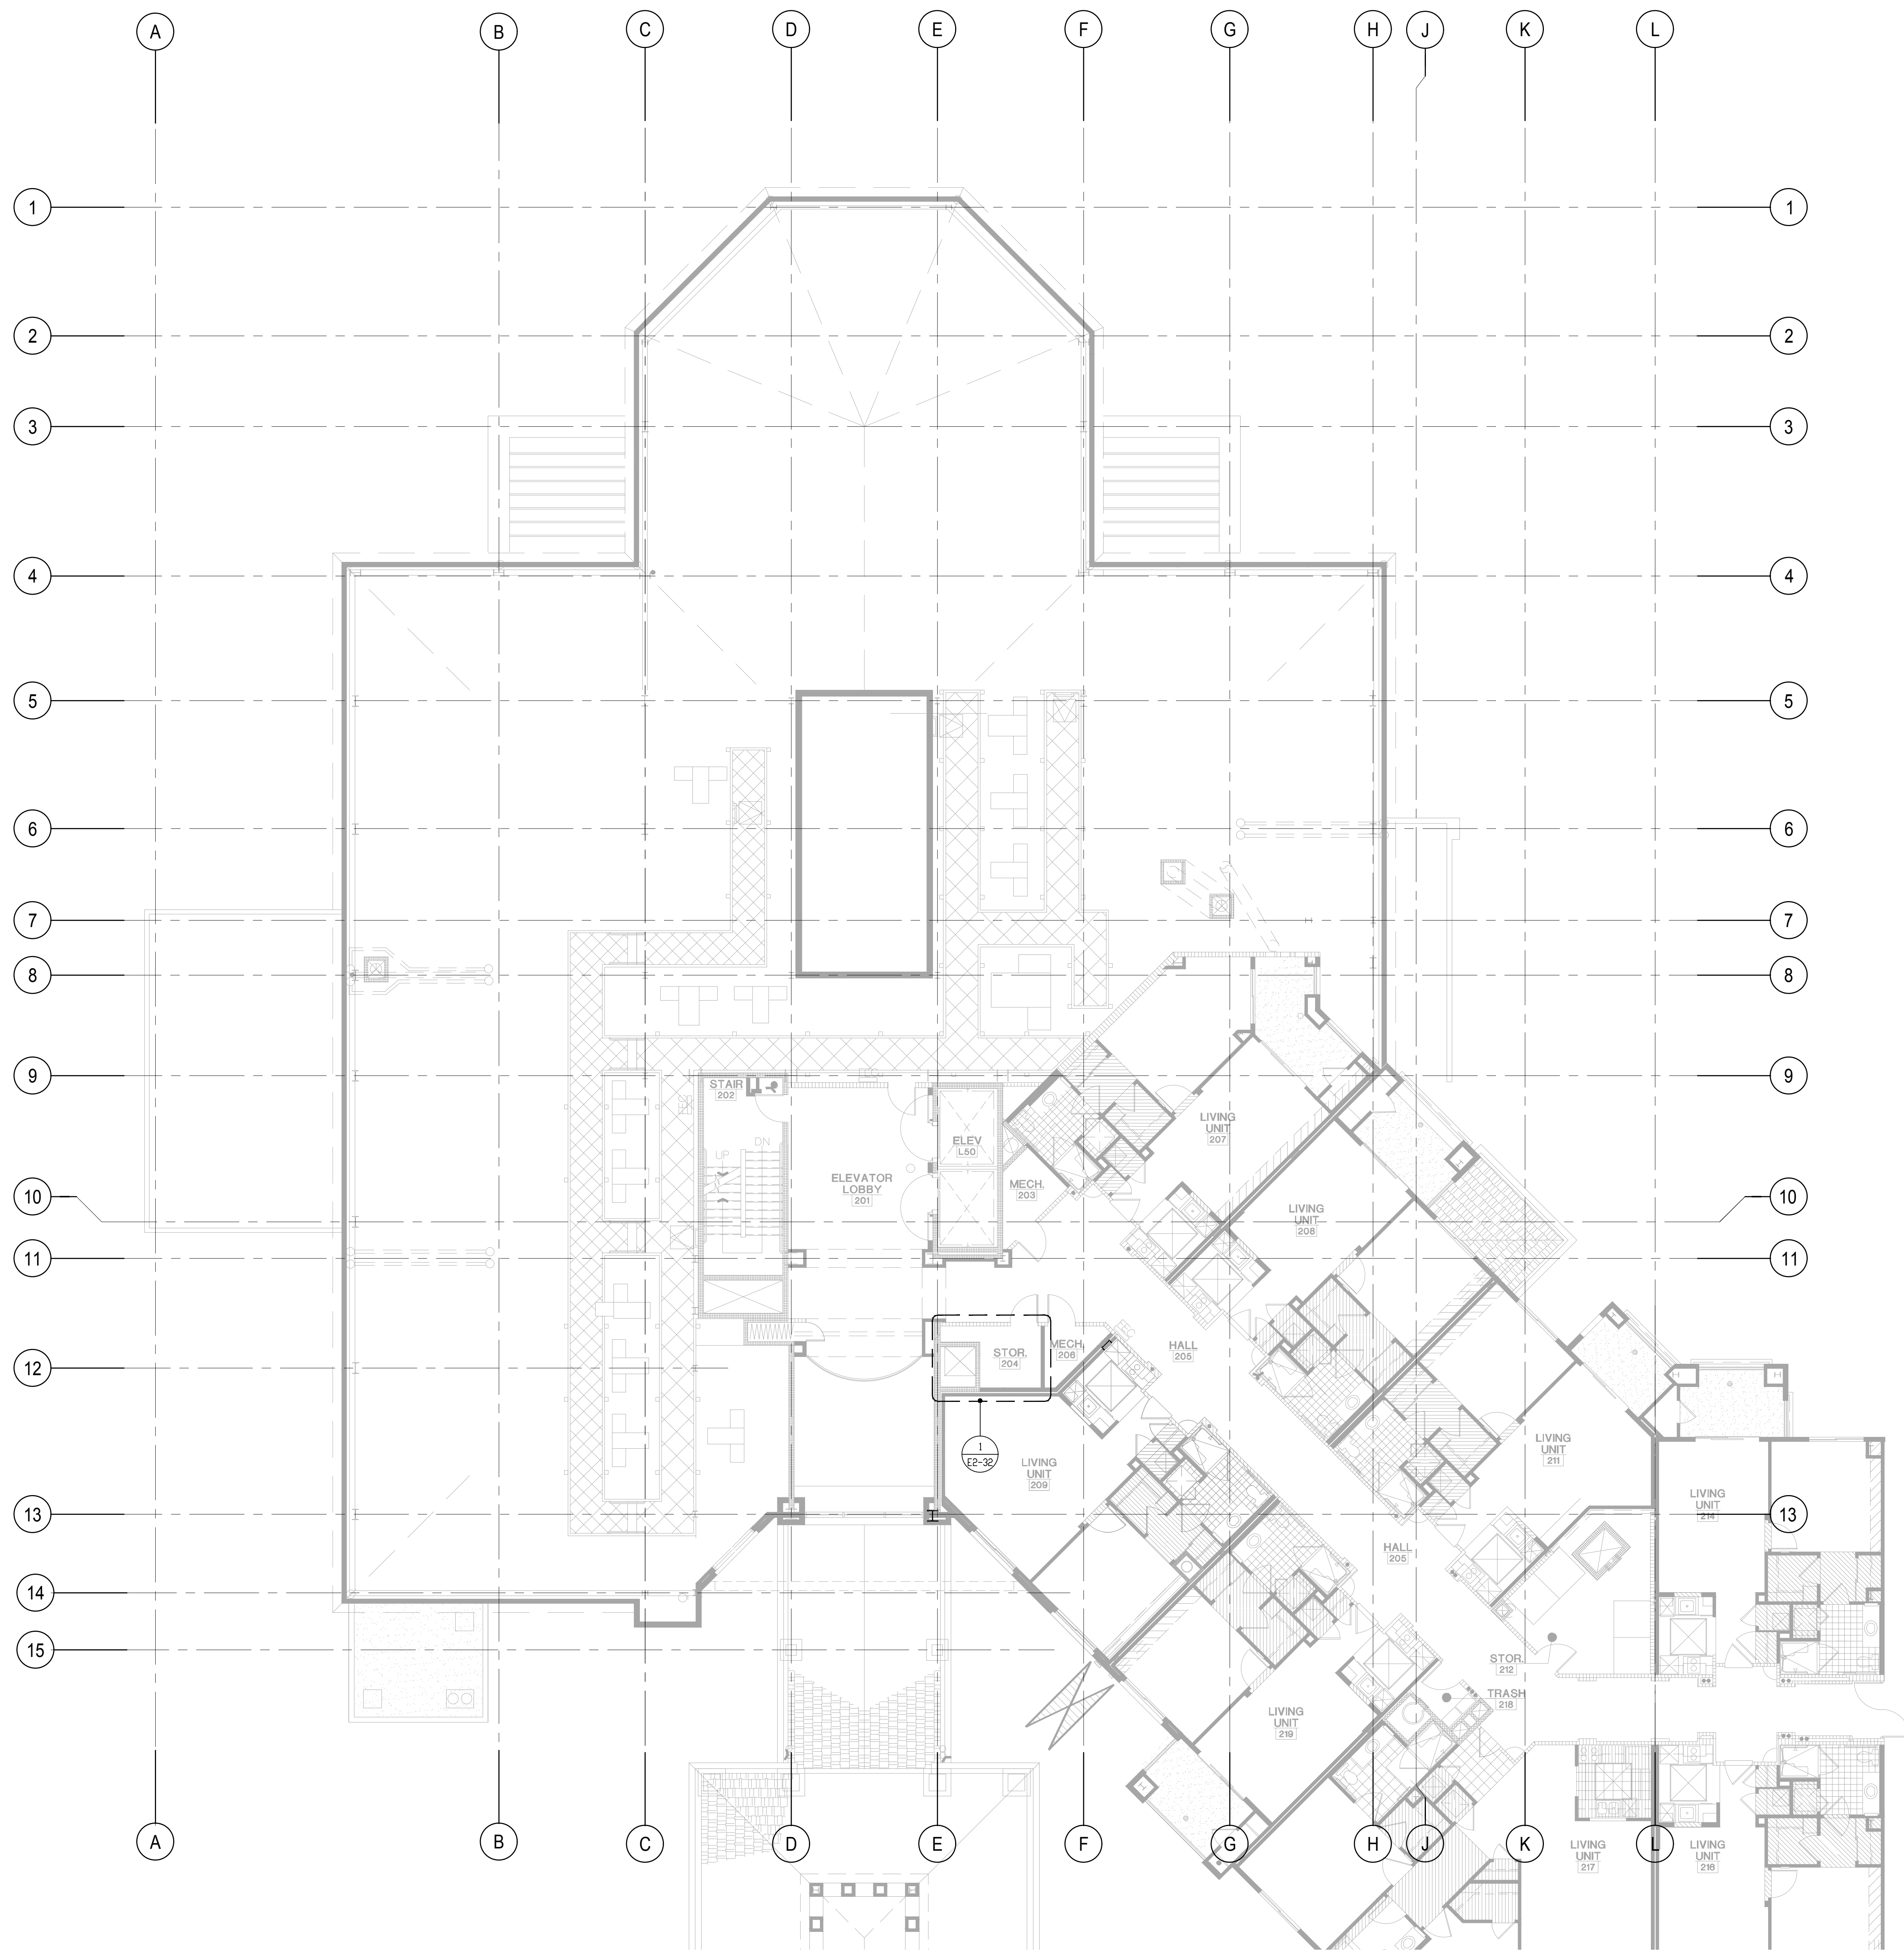 A B C D E F G H J K L
1 1
2 2
3 3
4 4
5 5
6 6
7 7
8 8
9 9
STAIR
202
DN
UP
ELEV
L50
LIVING
UNIT
207
ELEVATOR
LOBBY
201
MECH.
203
10 10
LIVING
UNIT
208
11 11
STOR.
204
MECH.
206
HALL
205
12 12
1
E2-32
LIVING
UNIT
209
LIVING
UNIT
211
LIVING
UNIT
214
13 13
HALL
205
14
15
STOR.
212
TRASH
218
LIVING
UNIT
219
A B C D E F G H J K L
LIVING
UNIT
217
LIVING
UNIT
216